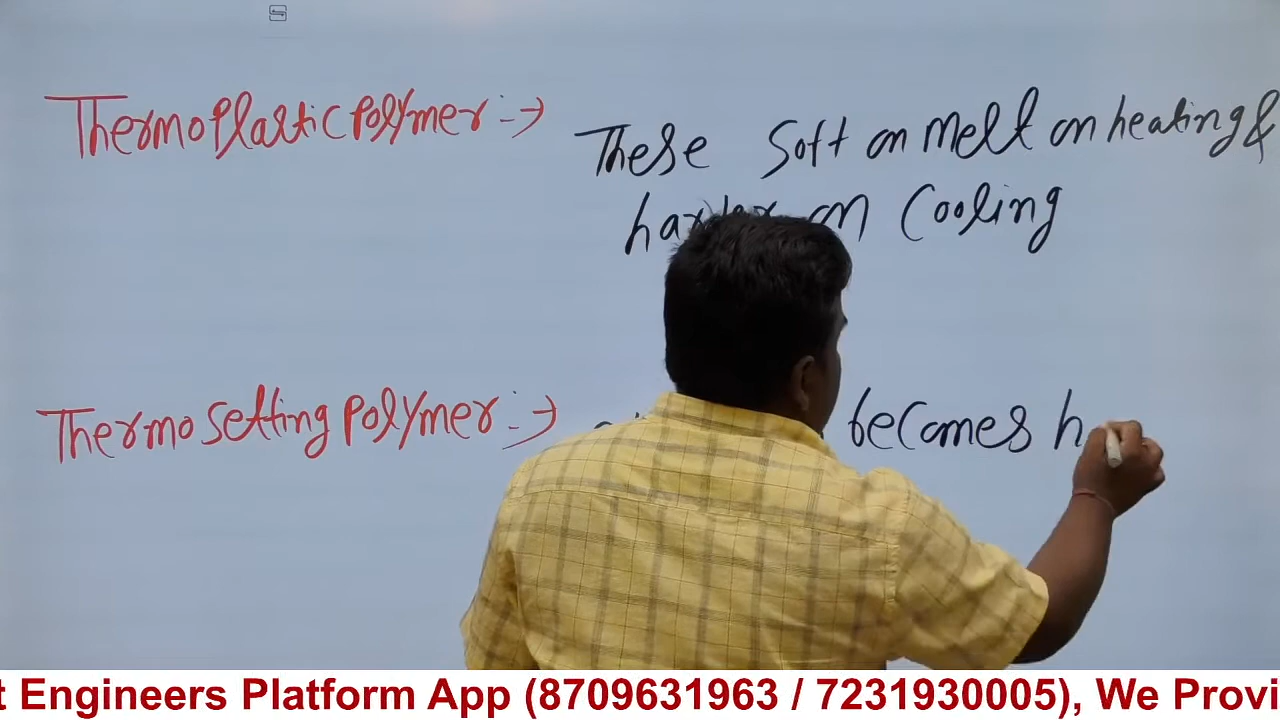 Thermoplastic polymer :->
These soft on melt on heating &
on cooling
Thermosetting polymer :->
becomes h
t Engineers Platform App (8709631963 / 7231930005), We Provi